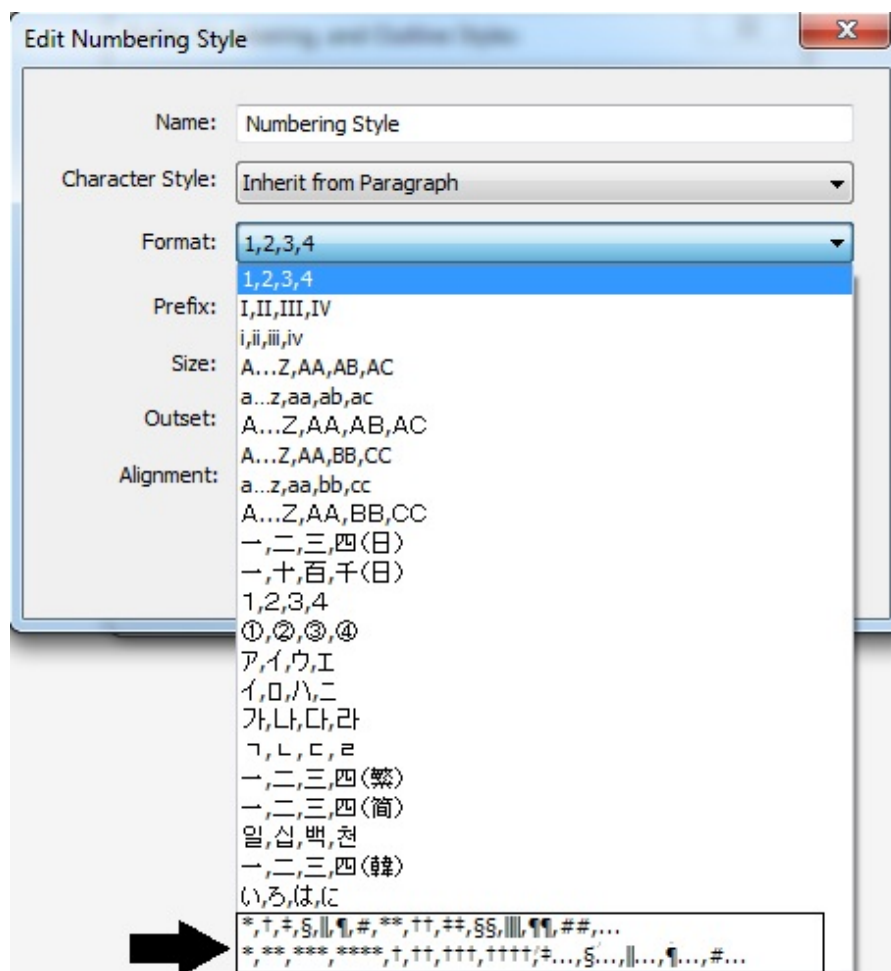 Edit Numbering Style
Name: Numbering Style
Character Style: Inherit from Paragraph
Format: 1,2,3,4
1,2,3,4
Prefix:
I,II,III,IV
i,ii,iii,iv
Size:
A...Z,AA,AB,AC
a...z,aa,ab,ac
Outset:
A...Z,AA,AB,AC
A...Z,AA,BB,CC
Alignment:
a...z,aa,bb,cc
A...Z,AA,BB,CC
一,二,三,四(日)
一,十,百,千(日)
1,2,3,4
①,②,③,④
ア,イ,ウ,エ
イ,ロ,ハ,ニ
가,나,다,라
ㄱ,ㄴ,ㄷ,ㄹ
一,二,三,四(繁)
一,二,三,四(简)
일,십,백,천
一,二,三,四(韓)
い,ろ,は,に
*,†,‡,§,‖,¶,#,**,††,‡‡,§§,‖‖,¶¶,##,...
*,**,***,****,†,††,†††,††††,‡...,§...,‖...,¶...,#...